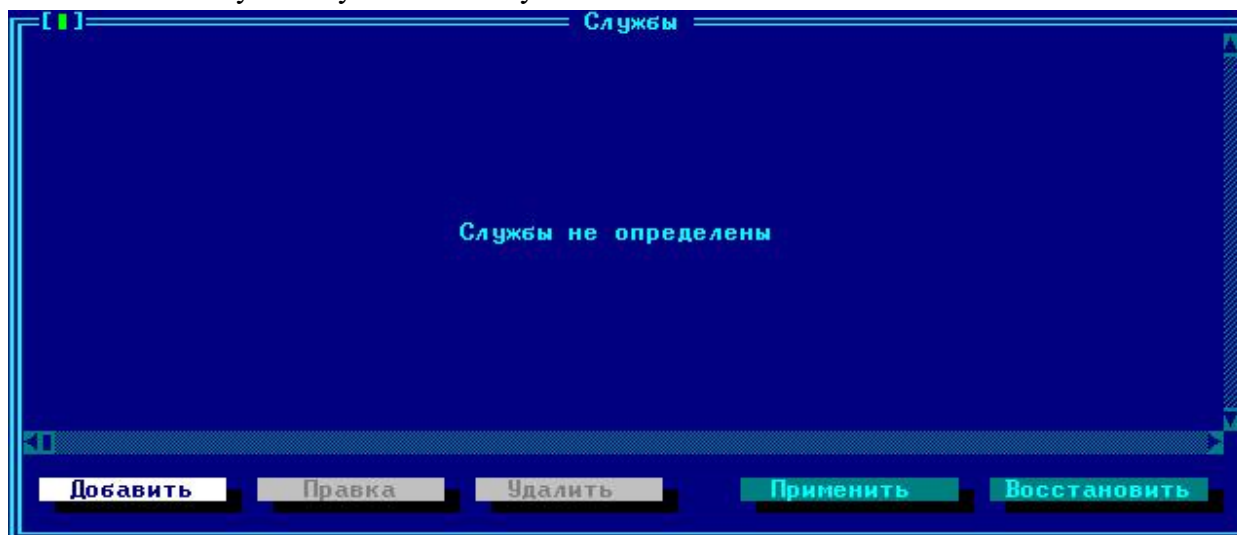 Службы
Службы не определены
Добавить Правка Удалить Применить Восстановить